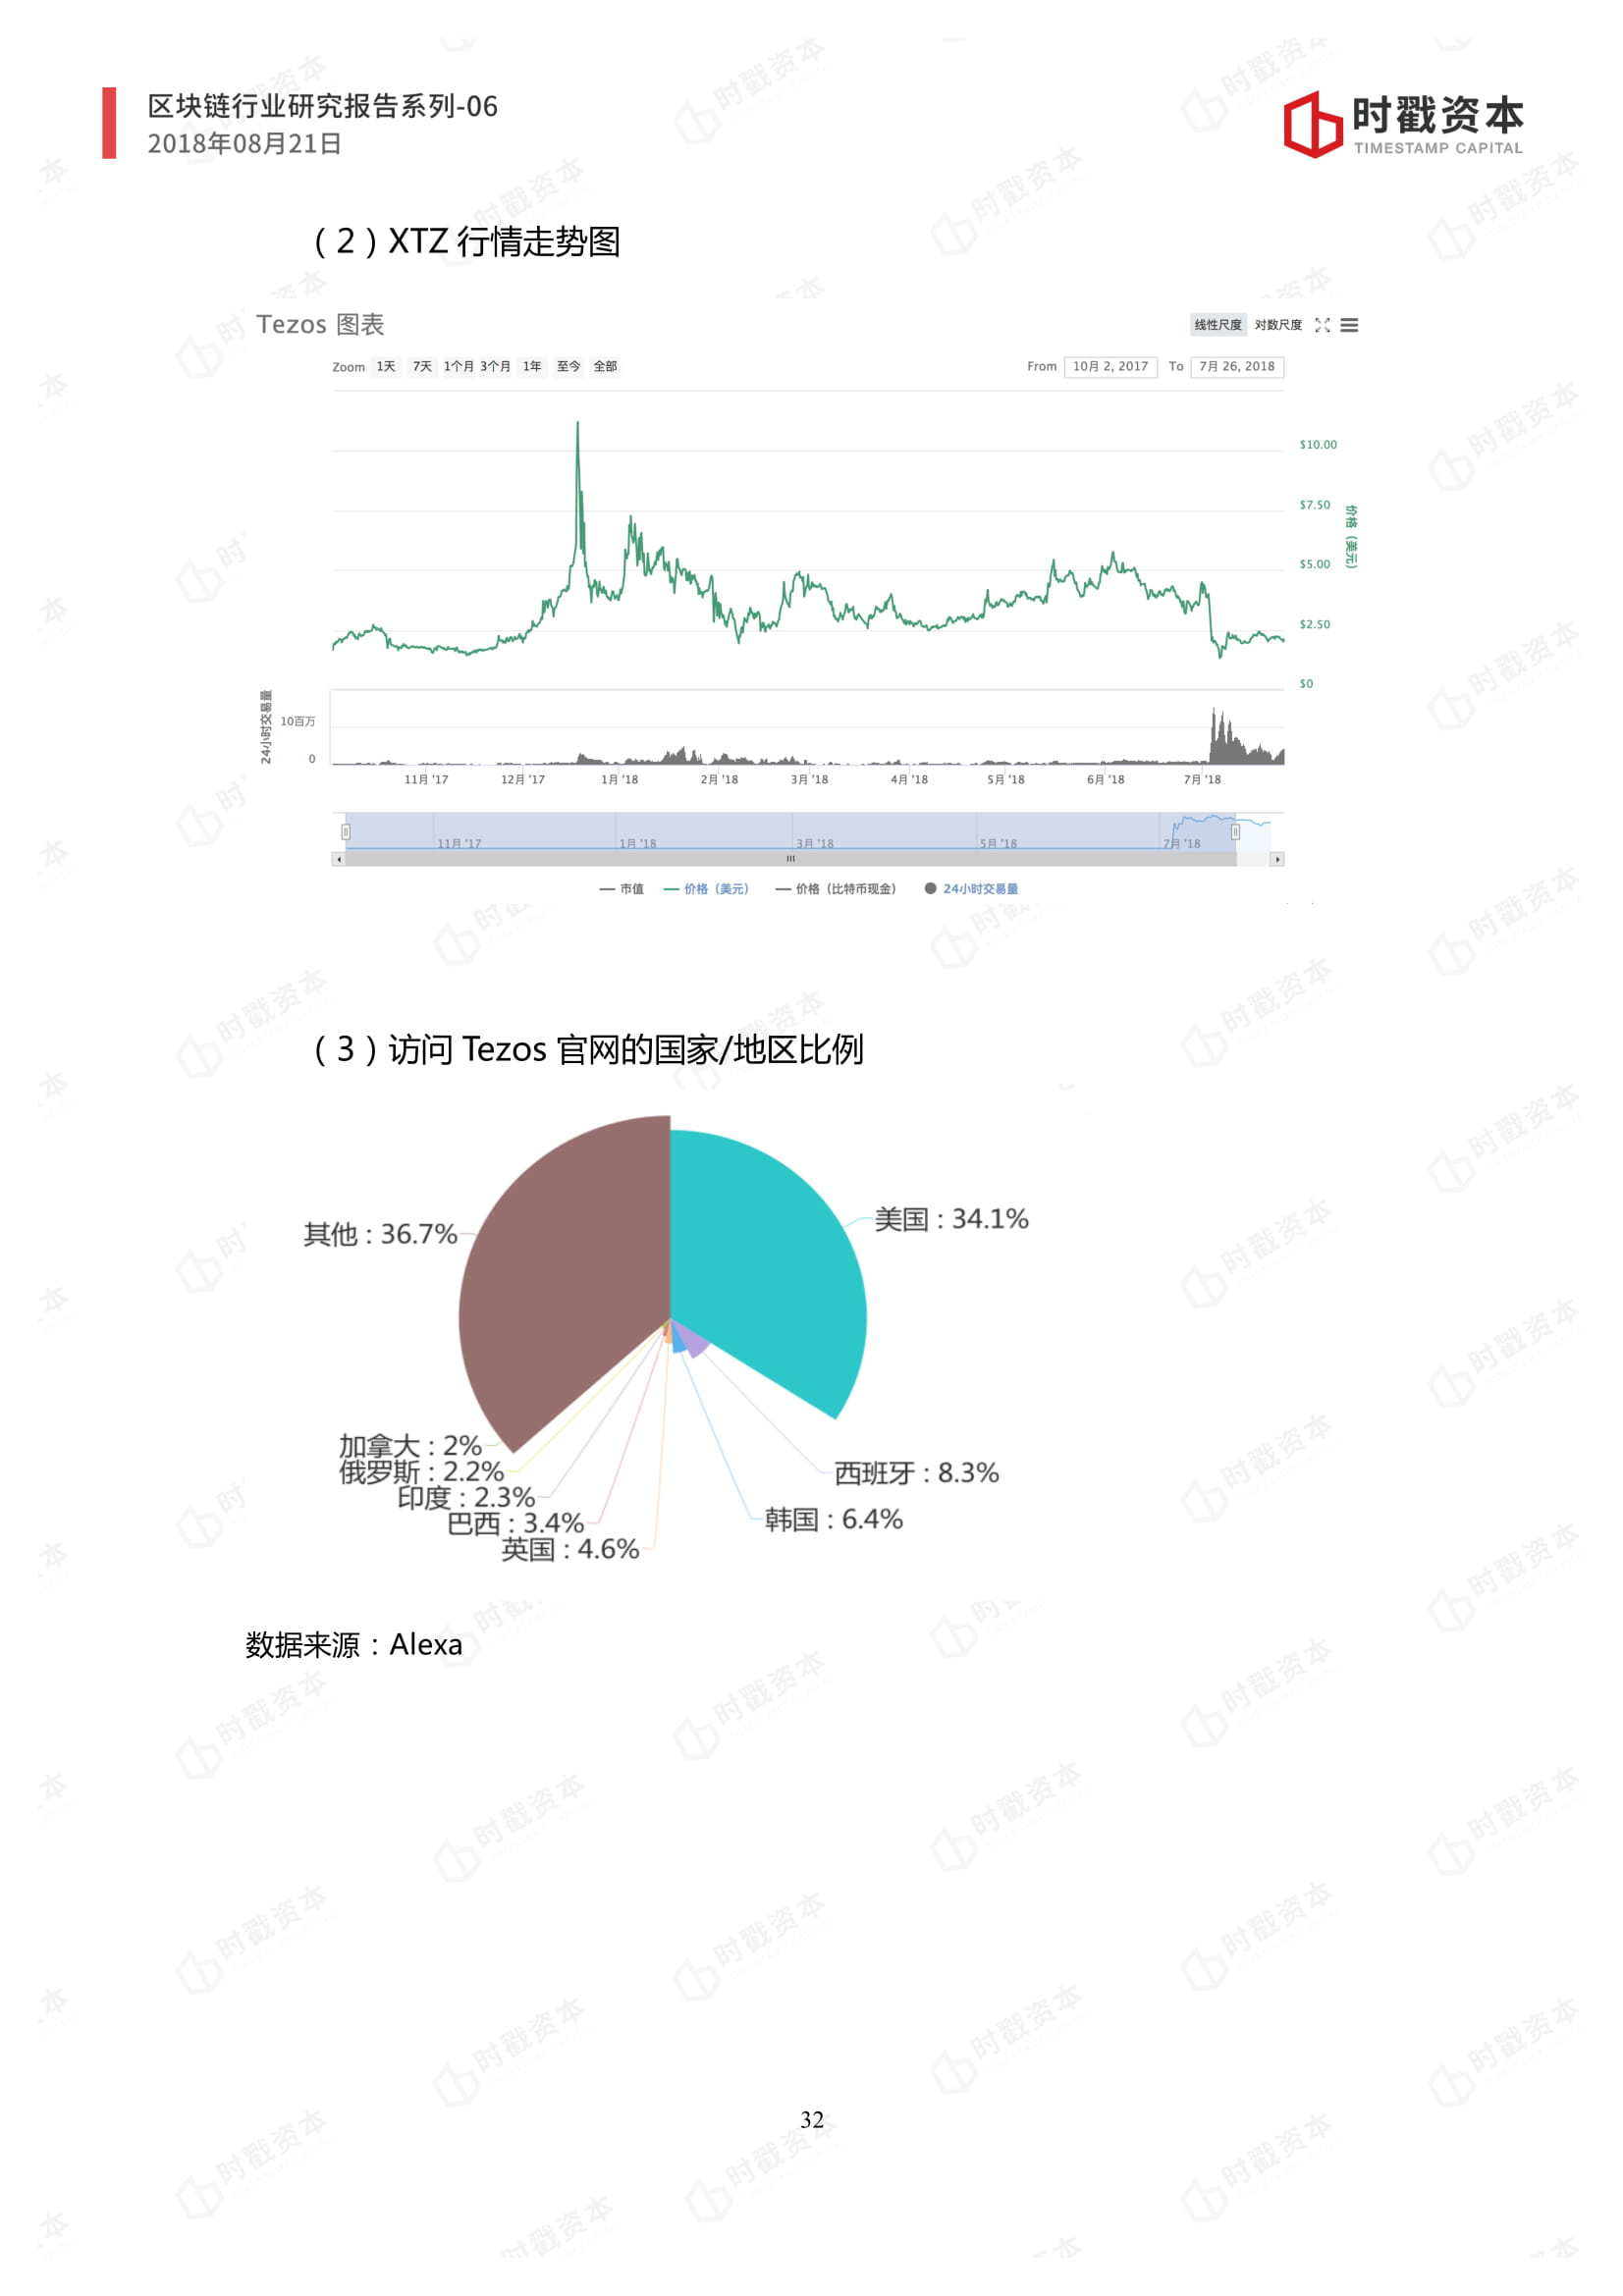 区块链行业研究报告系列-06
2018年08月21日
时戳资本
TIMESTAMP CAPITAL
（2）XTZ 行情走势图
Tezos 图表
线性尺度 对数尺度
Zoom 1天 7天 1个月 3个月 1年 至今 全部
From 10月 2, 2017 To 7月 26, 2018
$10.00
$7.50
$5.00
$2.50
$0
价格（美元）
24小时交易量
10百万
0
11月 '17 12月 '17 1月 '18 2月 '18 3月 '18 4月 '18 5月 '18 6月 '18 7月 '18
11月 '17 1月 '18 3月 '18 5月 '18 7月 '18
市值 价格（美元） 价格（比特币现金） 24小时交易量
（3）访问 Tezos 官网的国家/地区比例
美国 : 34.1%
其他 : 36.7%
加拿大 : 2%
俄罗斯 : 2.2%
印度 : 2.3%
巴西 : 3.4%
英国 : 4.6%
西班牙 : 8.3%
韩国 : 6.4%
数据来源：Alexa
32